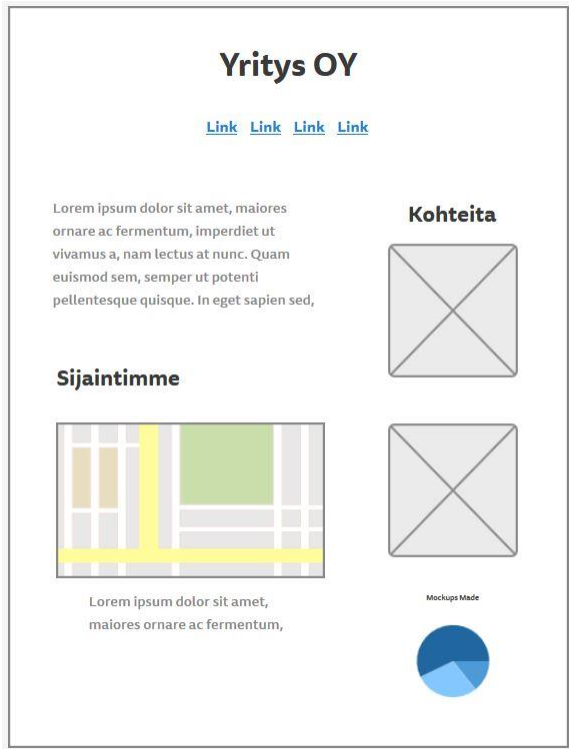 Yritys OY
Link Link Link Link
Lorem ipsum dolor sit amet, maiores
ornare ac fermentum, imperdiet ut
vivamus a, nam lectus at nunc. Quam
euismod sem, semper ut potenti
pellentesque quisque. In eget sapien sed,
Sijaintimme
Lorem ipsum dolor sit amet,
maiores ornare ac fermentum,
Kohteita
Mockups Made